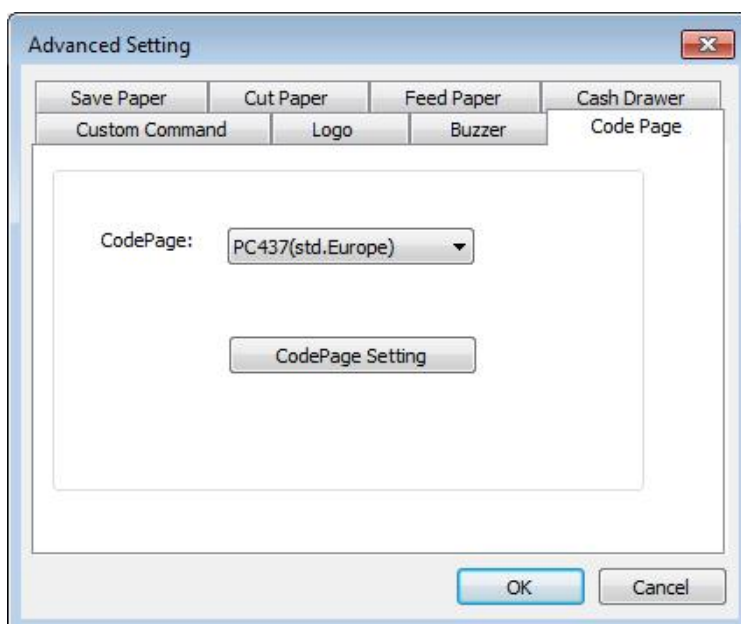 Advanced Setting
Save Paper Cut Paper Feed Paper Cash Drawer
Custom Command Logo Buzzer Code Page
CodePage: PC437(std.Europe)
CodePage Setting
OK Cancel